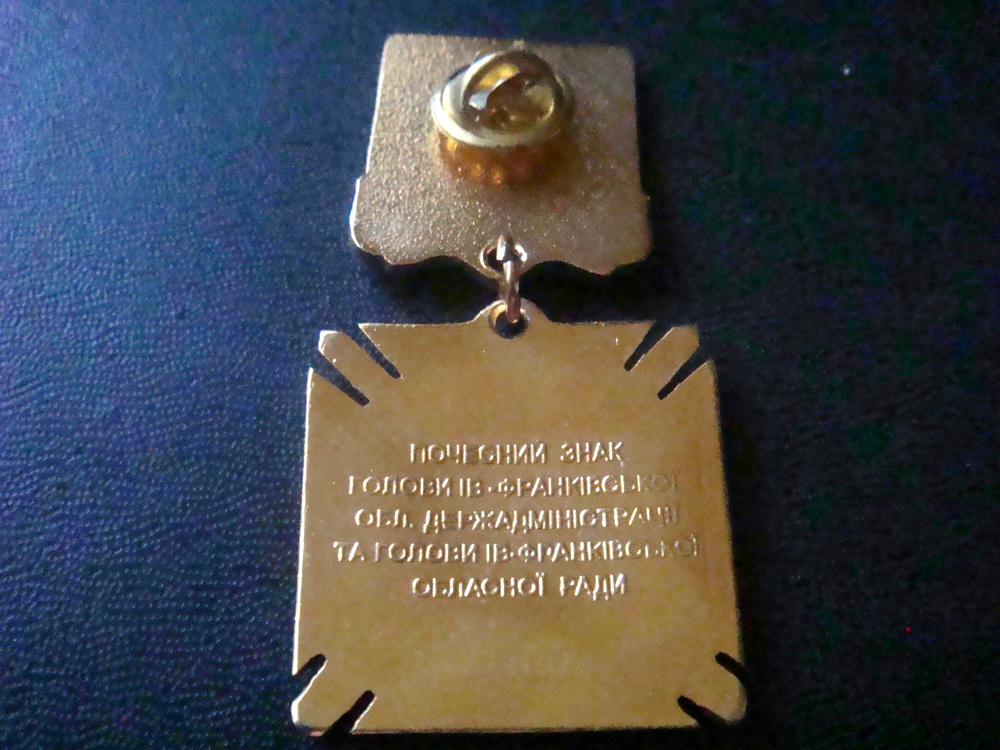 ПОЧЕСНИЙ ЗНАК
ГОЛОВИ ІВ-ФРАНКІВСЬКОЇ
ОБЛ. ДЕРЖАДМІНІСТРАЦІЇ
ТА ГОЛОВИ ІВ-ФРАНКІВСЬКОЇ
ОБЛАСНОЇ РАДИ